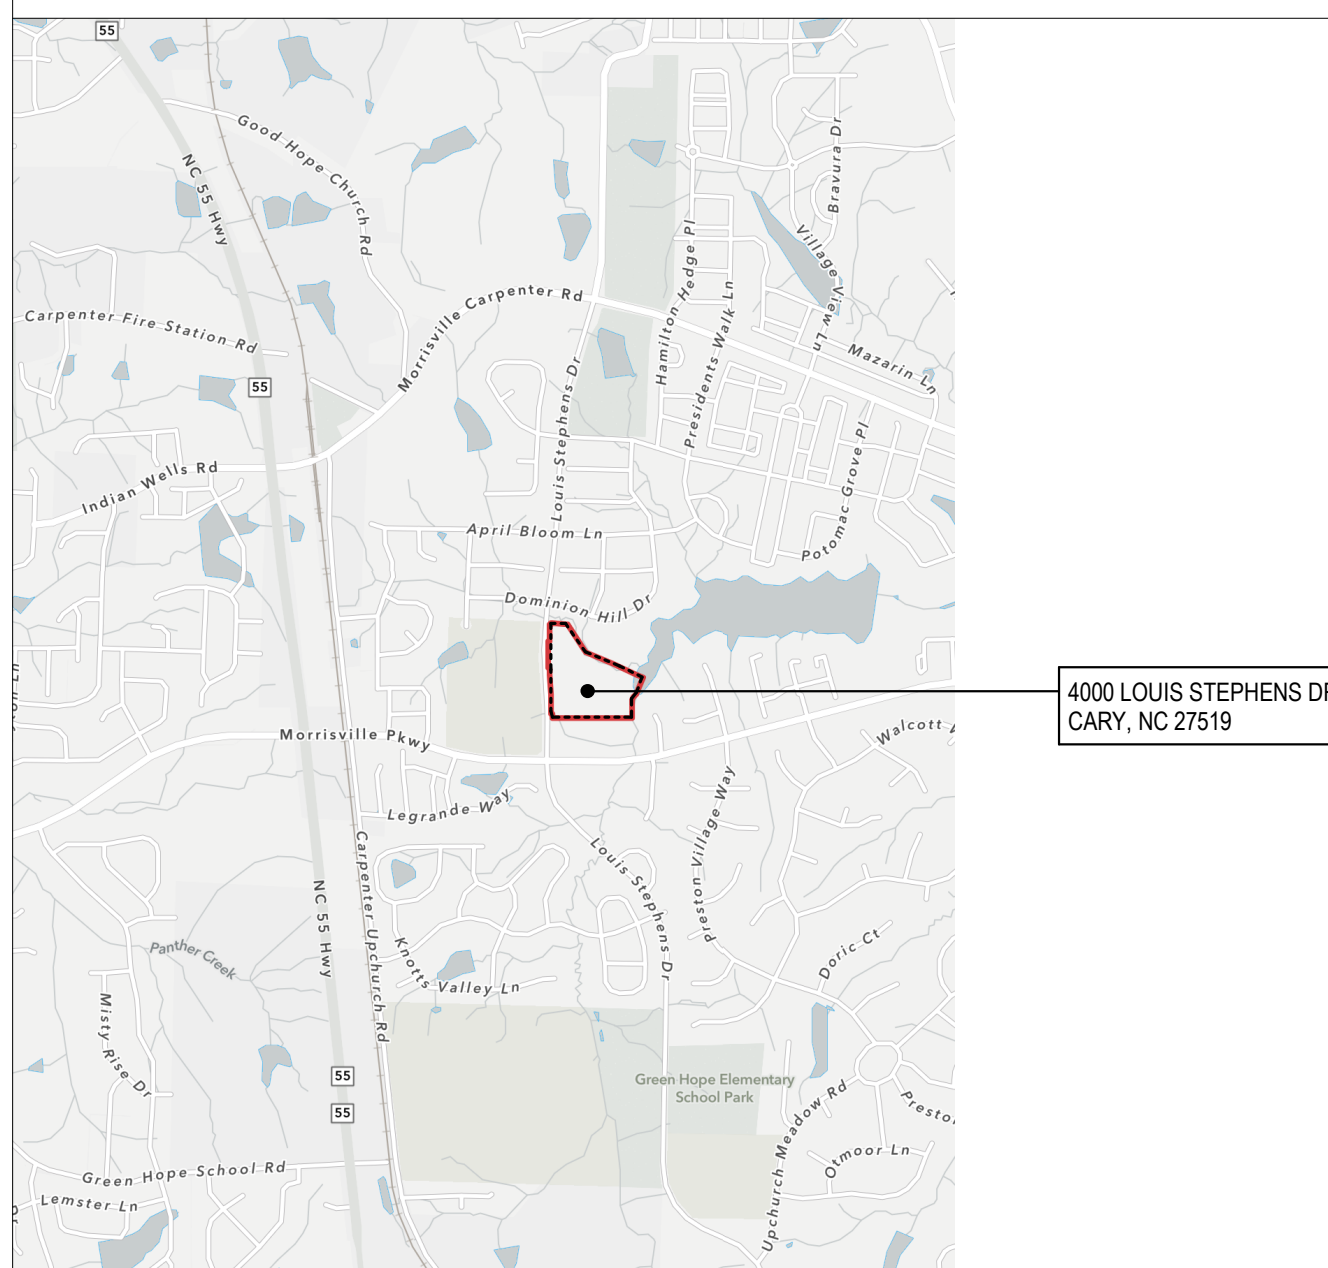 55
Good Hope Church Rd
NC 55 Hwy
Bravura Dr
Village View Ln
Hamilton Hedge Pl
Morrisville Carpenter Rd
Presidents Walk Ln
Carpenter Fire Station Rd
Mazarin Ln
55
Louis Stephens Dr
Potomac Grove Pl
Indian Wells Rd
April Bloom Ln
Dominion Hill Dr
4000 LOUIS STEPHENS DR
CARY, NC 27519
Morrisville Pkwy
Walcott
Legrande Way
Preston Village Way
Louis Stephens Dr
Carpenter Upchurch Rd
NC 55 Hwy
Panther Creek
Knotts Valley Ln
Doric Ct
Misty Rise Dr
55
Green Hope Elementary
School Park
55
Upchurch Meadow Rd
Presto
Otmoor Ln
Green Hope School Rd
Lemster Ln
Dr